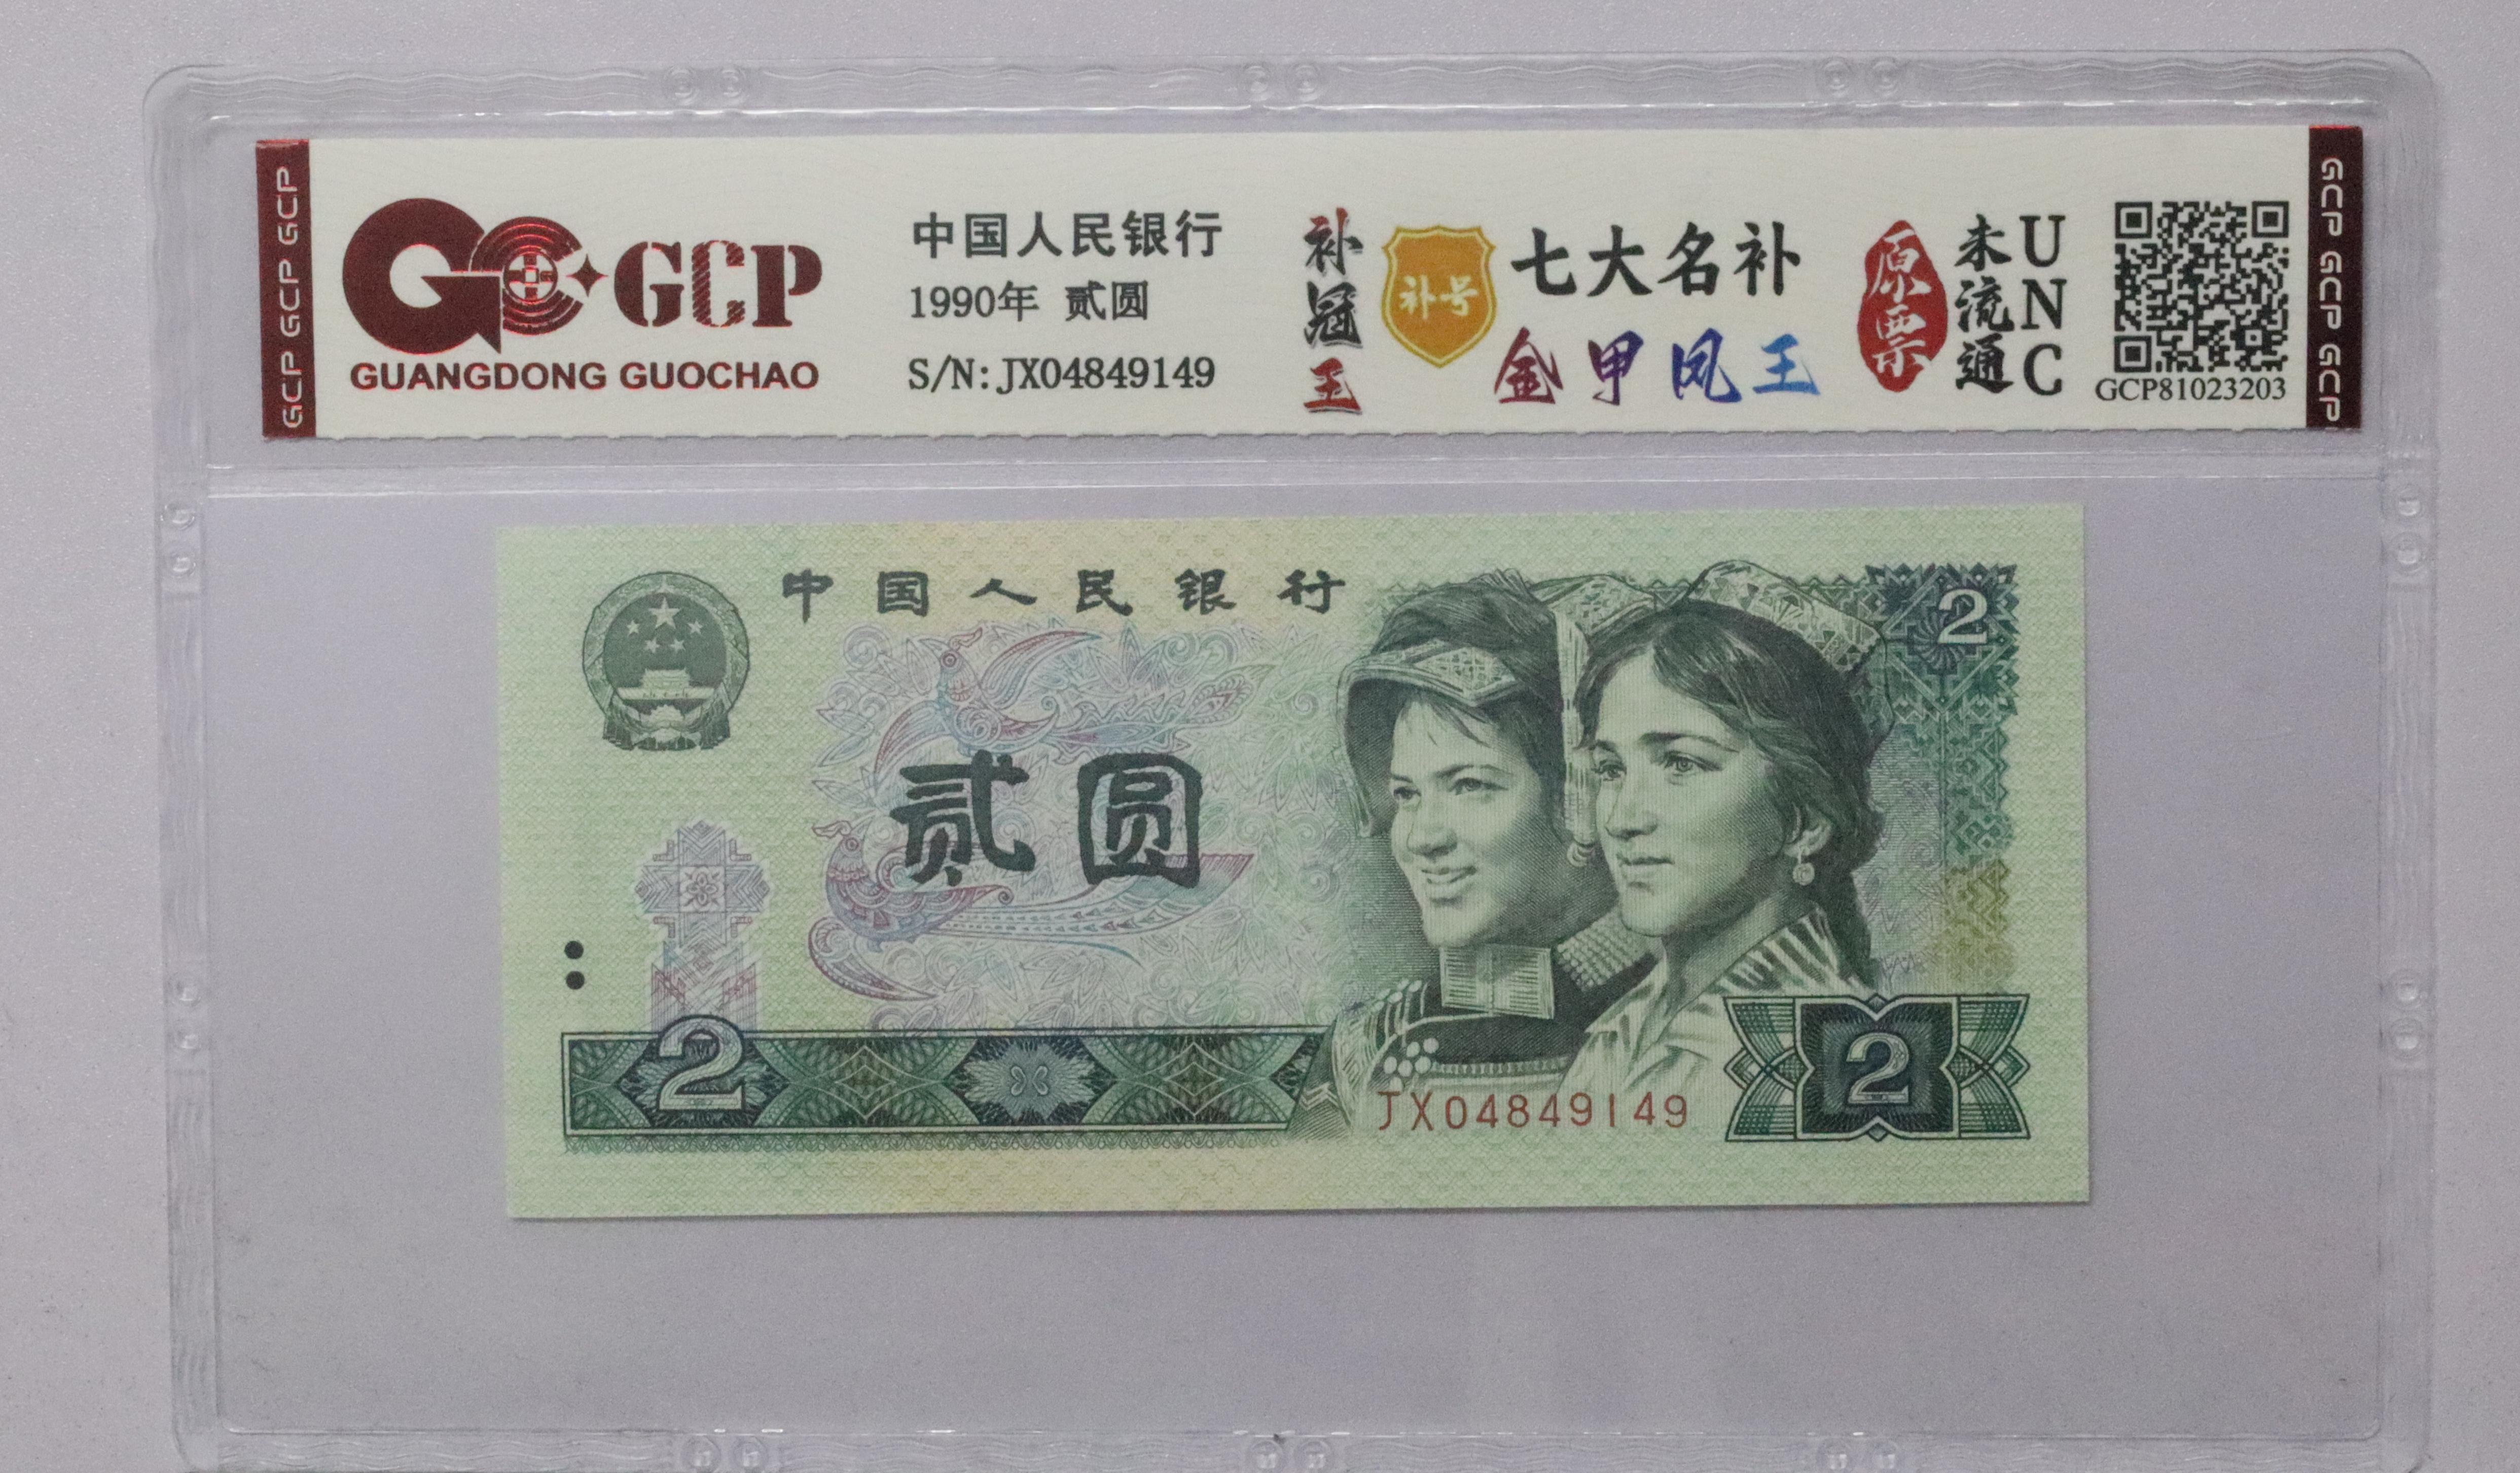 GCP GCP GCP
GCP
GUANGDONG GUOCHAO
中国人民银行
1990年 贰圆
S/N: JX04849149
补冠王
补号
七大名补
金甲凤王
原票
未流通
UNC
GCP81023203
GCP GCP GCP
中国人民银行
2
贰圆
2
JX04849149
2